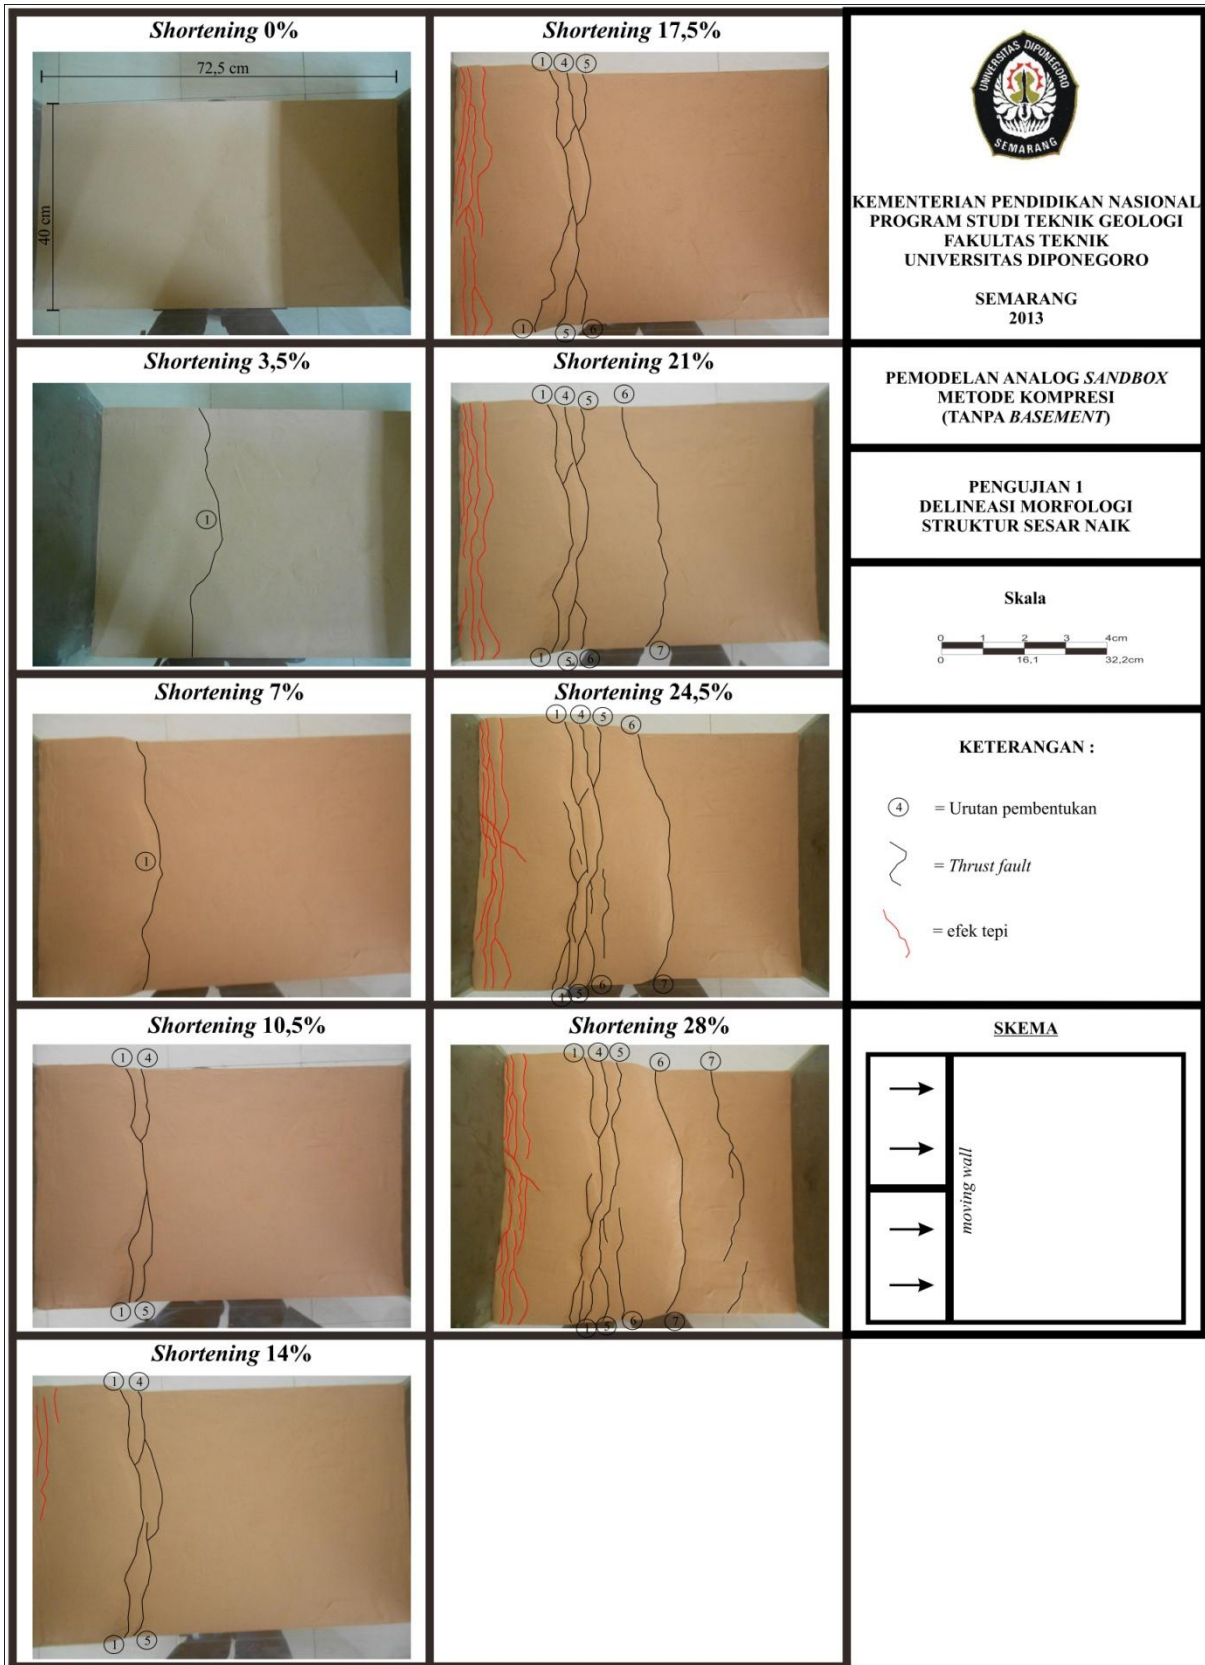 Shortening 0%
72,5 cm
40 cm
Shortening 3,5%
1
Shortening 7%
1
Shortening 10,5%
1 4
1 5
Shortening 14%
1 4
1 5
Shortening 17,5%
1 4 5
1 5 6
Shortening 21%
1 4 5 6
1 5 6 7
Shortening 24,5%
1 4 5 6
1 5 6 7
Shortening 28%
1 4 5 6 7
1 5 6 7
UNIVERSITAS DIPONEGORO
SEMARANG
KEMENTERIAN PENDIDIKAN NASIONAL
PROGRAM STUDI TEKNIK GEOLOGI
FAKULTAS TEKNIK
UNIVERSITAS DIPONEGORO
SEMARANG
2013
PEMODELAN ANALOG SANDBOX
METODE KOMPRESI
(TANPA BASEMENT)
PENGUJIAN 1
DELINEASI MORFOLOGI
STRUKTUR SESAR NAIK
Skala
0 1 2 3 4cm
0 16,1 32,2cm
KETERANGAN :
4 = Urutan pembentukan
= Thrust fault
= efek tepi
SKEMA
moving wall